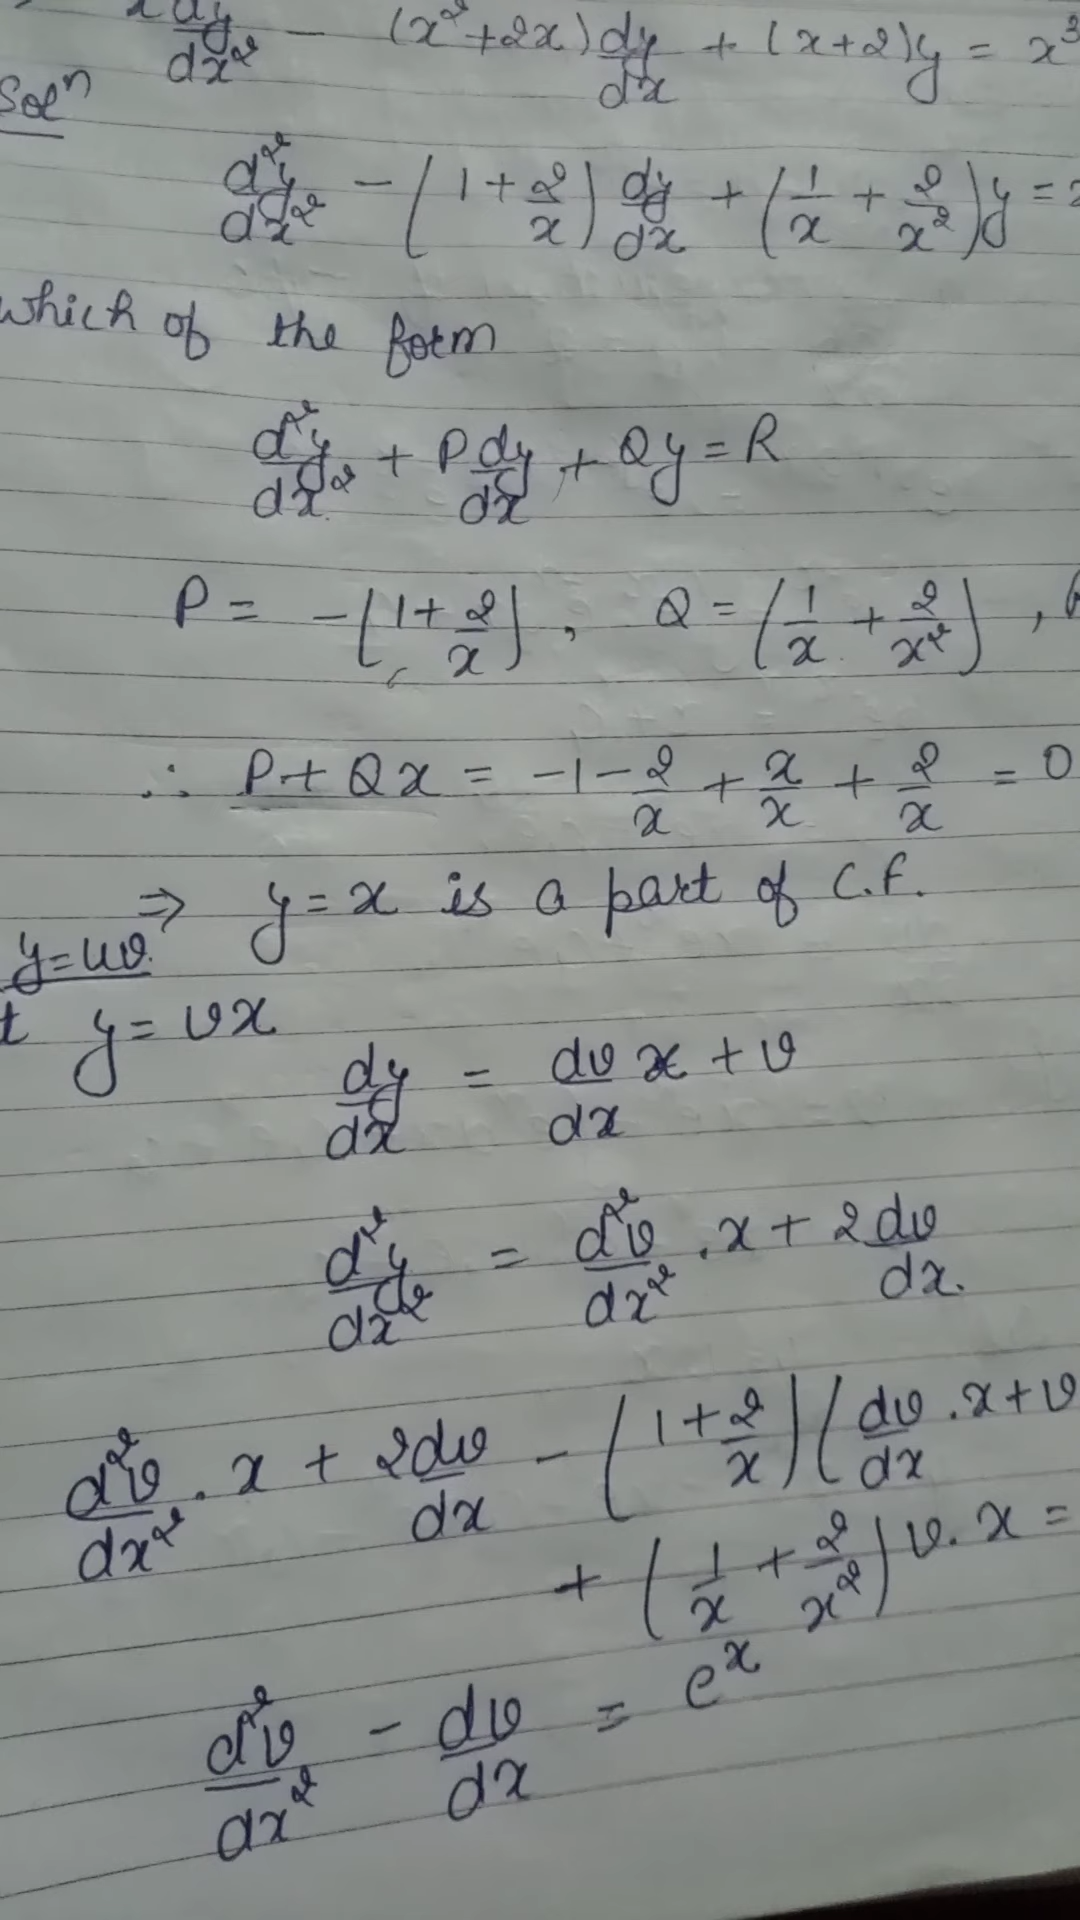 x d²y/dx² - (x²+2x) dy/dx + (x+2)y = x³
Solⁿ
d²y/dx² - (1 + 2/x) dy/dx + (1/x + 2/x²)y =
which of the form
d²y/dx² + P dy/dx + Qy = R
P = -(1 + 2/x), Q = (1/x + 2/x²),
∴ P + Qx = -1 - 2/x + x/x + 2/x = 0
⇒ y = x is a part of C.F.
y=uv
y = vx
dy/dx = dv/dx x + v
d²y/dx² = d²v/dx² . x + 2 dv/dx.
d²v/dx² . x + 2 dv/dx - (1 + 2/x)(dv/dx . x + v
+ (1/x + 2/x²) v. x =
d²v/dx² - dv/dx = eˣ